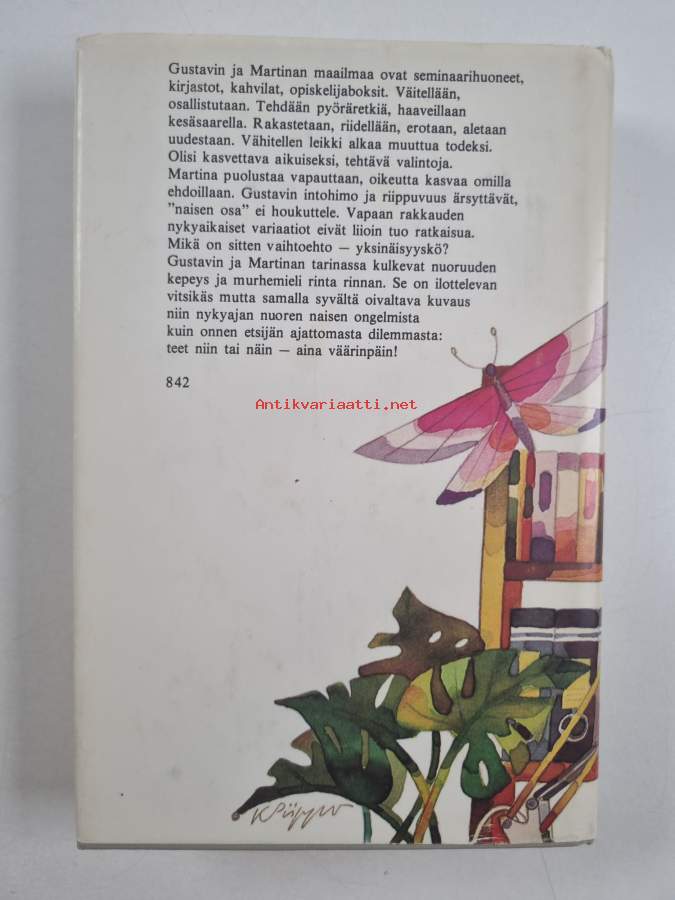 Gustavin ja Martinan maailmaa ovat seminaarihuoneet,
kirjastot, kahvilat, opiskelijaboksit. Väitellään,
osallistutaan. Tehdään pyöräretkiä, haaveillaan
kesäsaarella. Rakastetaan, riidellään, erotaan, aletaan
uudestaan. Vähitellen leikki alkaa muuttua todeksi.
Olisi kasvettava aikuiseksi, tehtävä valintoja.
Martina puolustaa vapauttaan, oikeutta kasvaa omilla
ehdoillaan. Gustavin intohimo ja riippuvuus ärsyttävät,
”naisen osa” ei houkuttele. Vapaan rakkauden
nykyaikaiset variaatiot eivät liioin tuo ratkaisua.
Mikä on sitten vaihtoehto — yksinäisyyskö?
Gustavin ja Martinan tarinassa kulkevat nuoruuden
kepeys ja murhemieli rinta rinnan. Se on ilottelevan
vitsikäs mutta samalla syvältä oivaltava kuvaus
niin nykyajan nuoren naisen ongelmista
kuin onnen etsijän ajattomasta dilemmasta:
teet niin tai näin — aina väärinpäin!
842
Antikvariaatti.net